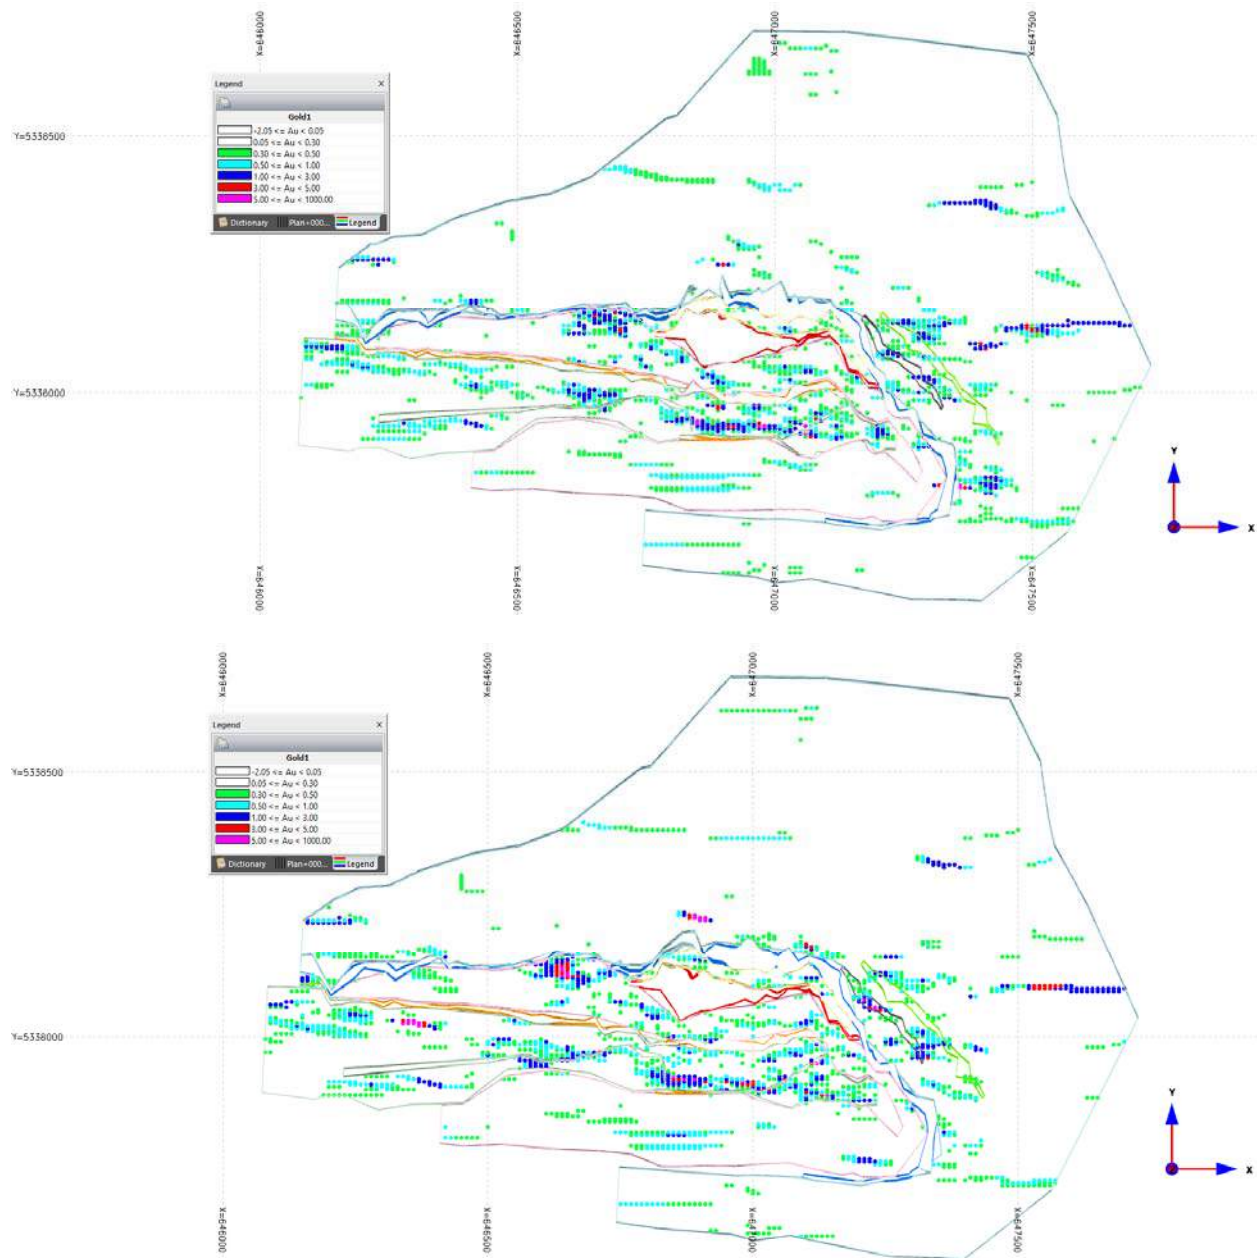 X=646000
X=646500
X=647000
X=647500
Legend
X
Gold1
-2.05 <= Au < 0.05
0.05 <= Au < 0.30
0.30 <= Au < 0.50
0.50 <= Au < 1.00
1.00 <= Au < 3.00
3.00 <= Au < 5.00
5.00 <= Au < 1000.00
Dictionary Plan+000... Legend
Y=5338500
Y=5338000
Y
X
X=646000
X=646500
X=647000
X=647500
X=646000
X=646500
X=647000
X=647500
Legend
X
Gold1
-2.05 <= Au < 0.05
0.05 <= Au < 0.30
0.30 <= Au < 0.50
0.50 <= Au < 1.00
1.00 <= Au < 3.00
3.00 <= Au < 5.00
5.00 <= Au < 1000.00
Dictionary Plan+000... Legend
Y=5338500
Y=5338000
Y
X
X=646000
X=646500
X=647000
X=647500